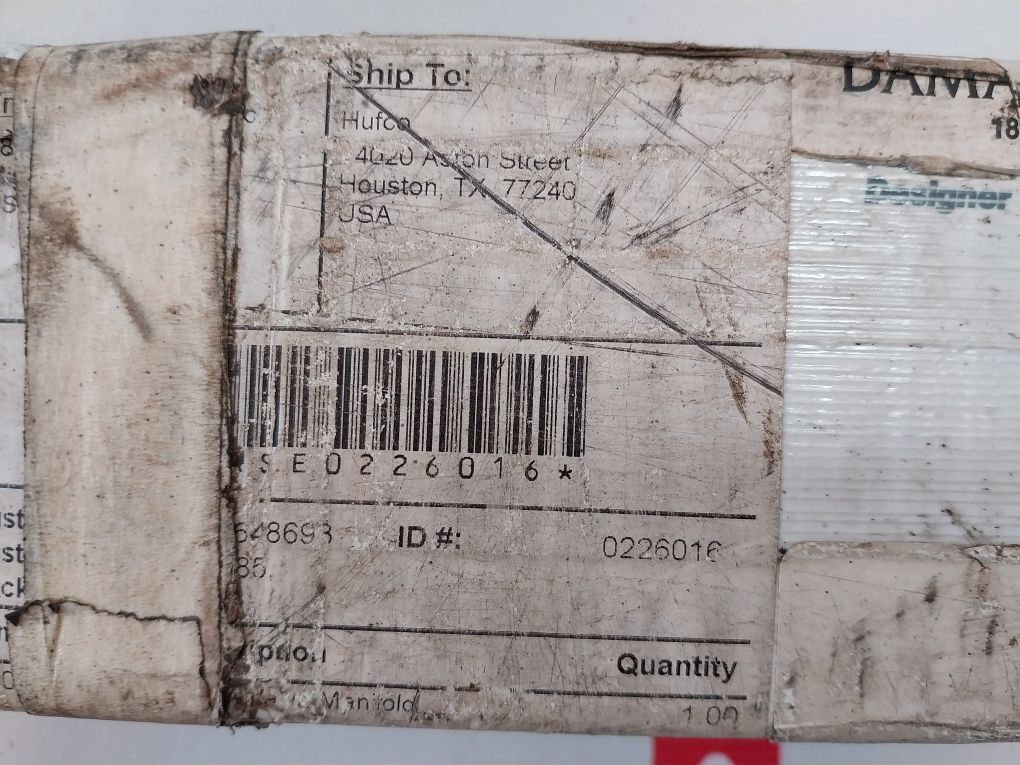 Ship To:
Hufco
4020 Street
Houston, TX 77240
USA
DAMA
18
Designer
SE0226016*
648693 ID #: 0226016
85
Quantity
Manifold 1.00